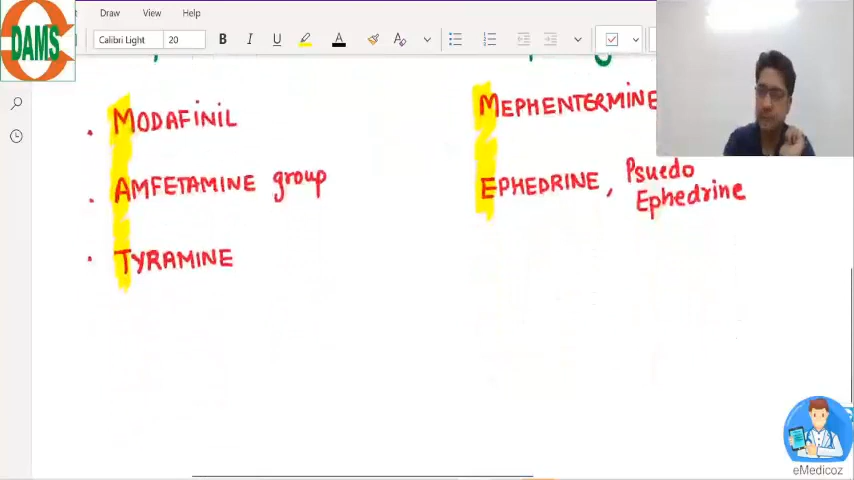 DAMS
Draw View Help
Calibri Light 20 B I U A
MODAFINIL
AMFETAMINE group
TYRAMINE
MEPHENTERMINE
EPHEDRINE, Psuedo
Ephedrine
eMedicoz